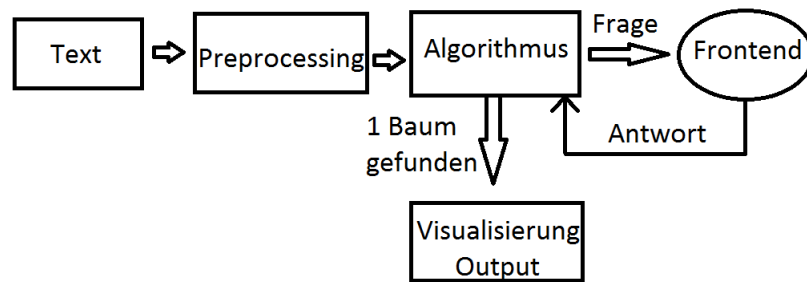 Text
Preprocessing
Algorithmus
Frage
Frontend
Antwort
1 Baum
gefunden
Visualisierung
Output